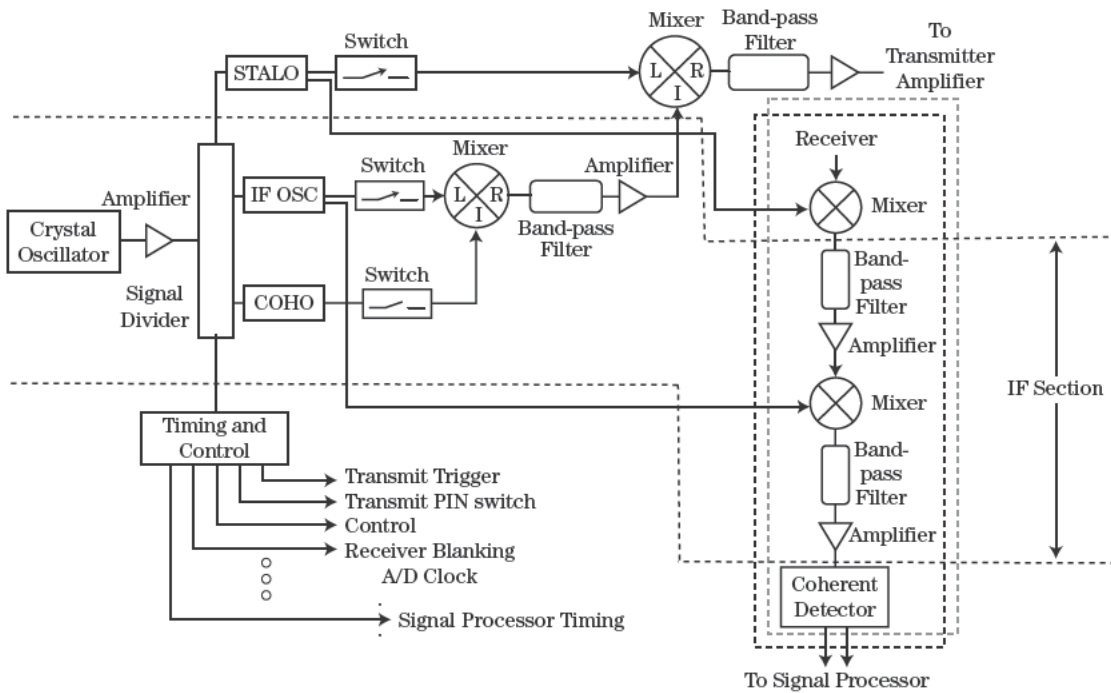 Mixer
Band-pass
Filter
To
Transmitter
Amplifier
Switch
STALO
L
R
I
Receiver
Mixer
Switch
Mixer
Amplifier
Amplifier
IF OSC
L
R
I
Band-pass
Filter
Crystal
Oscillator
Band-
pass
Filter
Signal
Divider
COHO
Switch
Amplifier
IF Section
Mixer
Timing and
Control
Band-
pass
Filter
Transmit Trigger
Transmit PIN switch
Control
Receiver Blanking
A/D Clock
Amplifier
Coherent
Detector
Signal Processor Timing
To Signal Processor